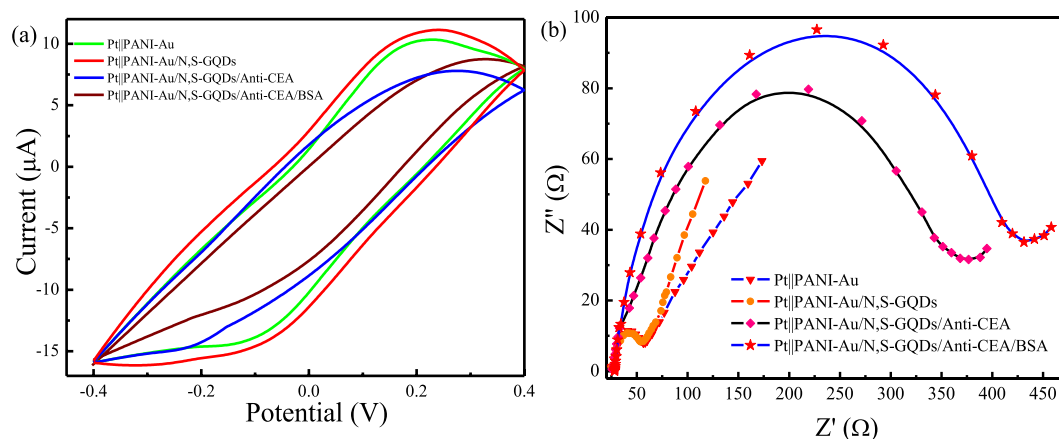 (a)
10
5
0
-5
-10
-15
Current (μA)
-0.4
-0.2
0.0
0.2
0.4
Potential (V)
Pt||PANI-Au
Pt||PANI-Au/N,S-GQDs
Pt||PANI-Au/N,S-GQDs/Anti-CEA
Pt||PANI-Au/N,S-GQDs/Anti-CEA/BSA
(b)
100
80
60
40
20
0
Z" (Ω)
50
100
150
200
250
300
350
400
450
Z' (Ω)
Pt||PANI-Au
Pt||PANI-Au/N,S-GQDs
Pt||PANI-Au/N,S-GQDs/Anti-CEA
Pt||PANI-Au/N,S-GQDs/Anti-CEA/BSA